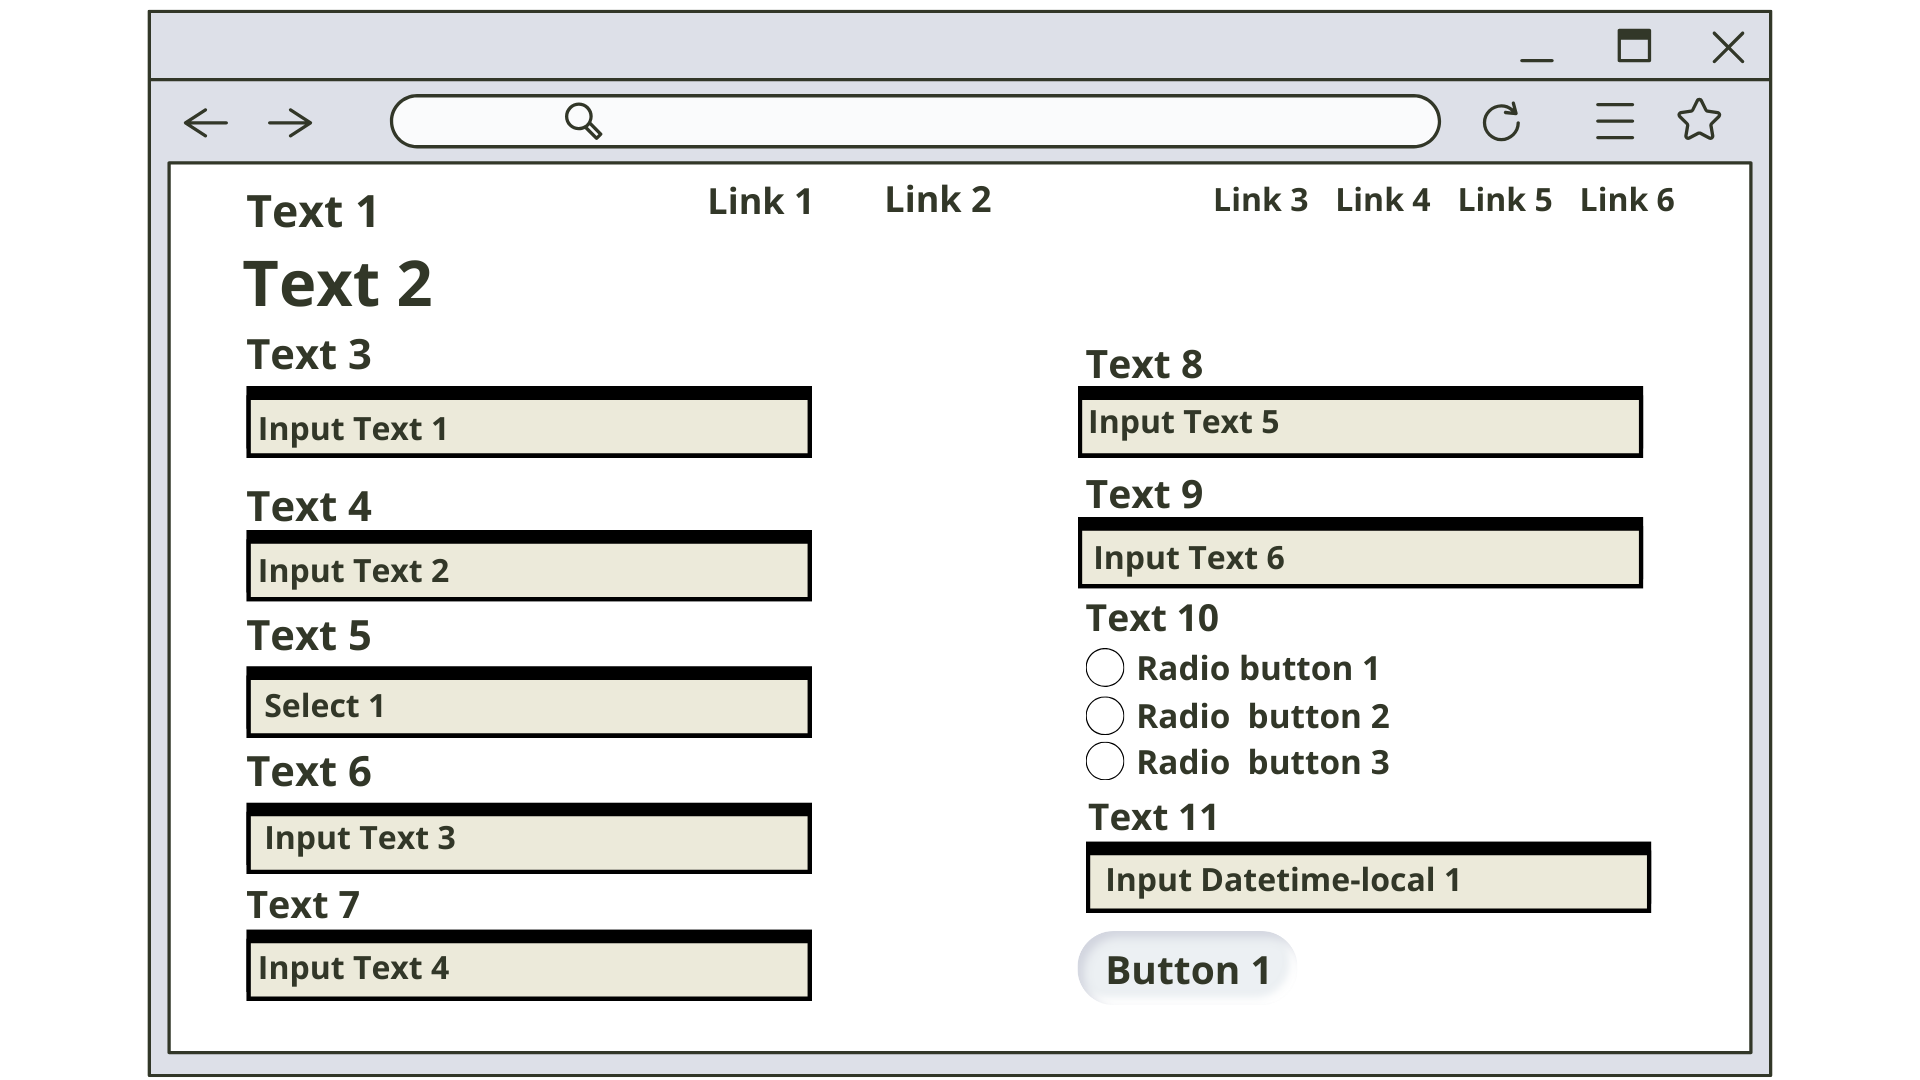 Text 1
Link 1
Link 2
Link 3
Link 4
Link 5
Link 6
Text 2
Text 3
Input Text 1
Text 4
Input Text 2
Text 5
Select 1
Text 6
Input Text 3
Text 7
Input Text 4
Text 8
Input Text 5
Text 9
Input Text 6
Text 10
Radio button 1
Radio  button 2
Radio  button 3
Text 11
Input Datetime-local 1
Button 1